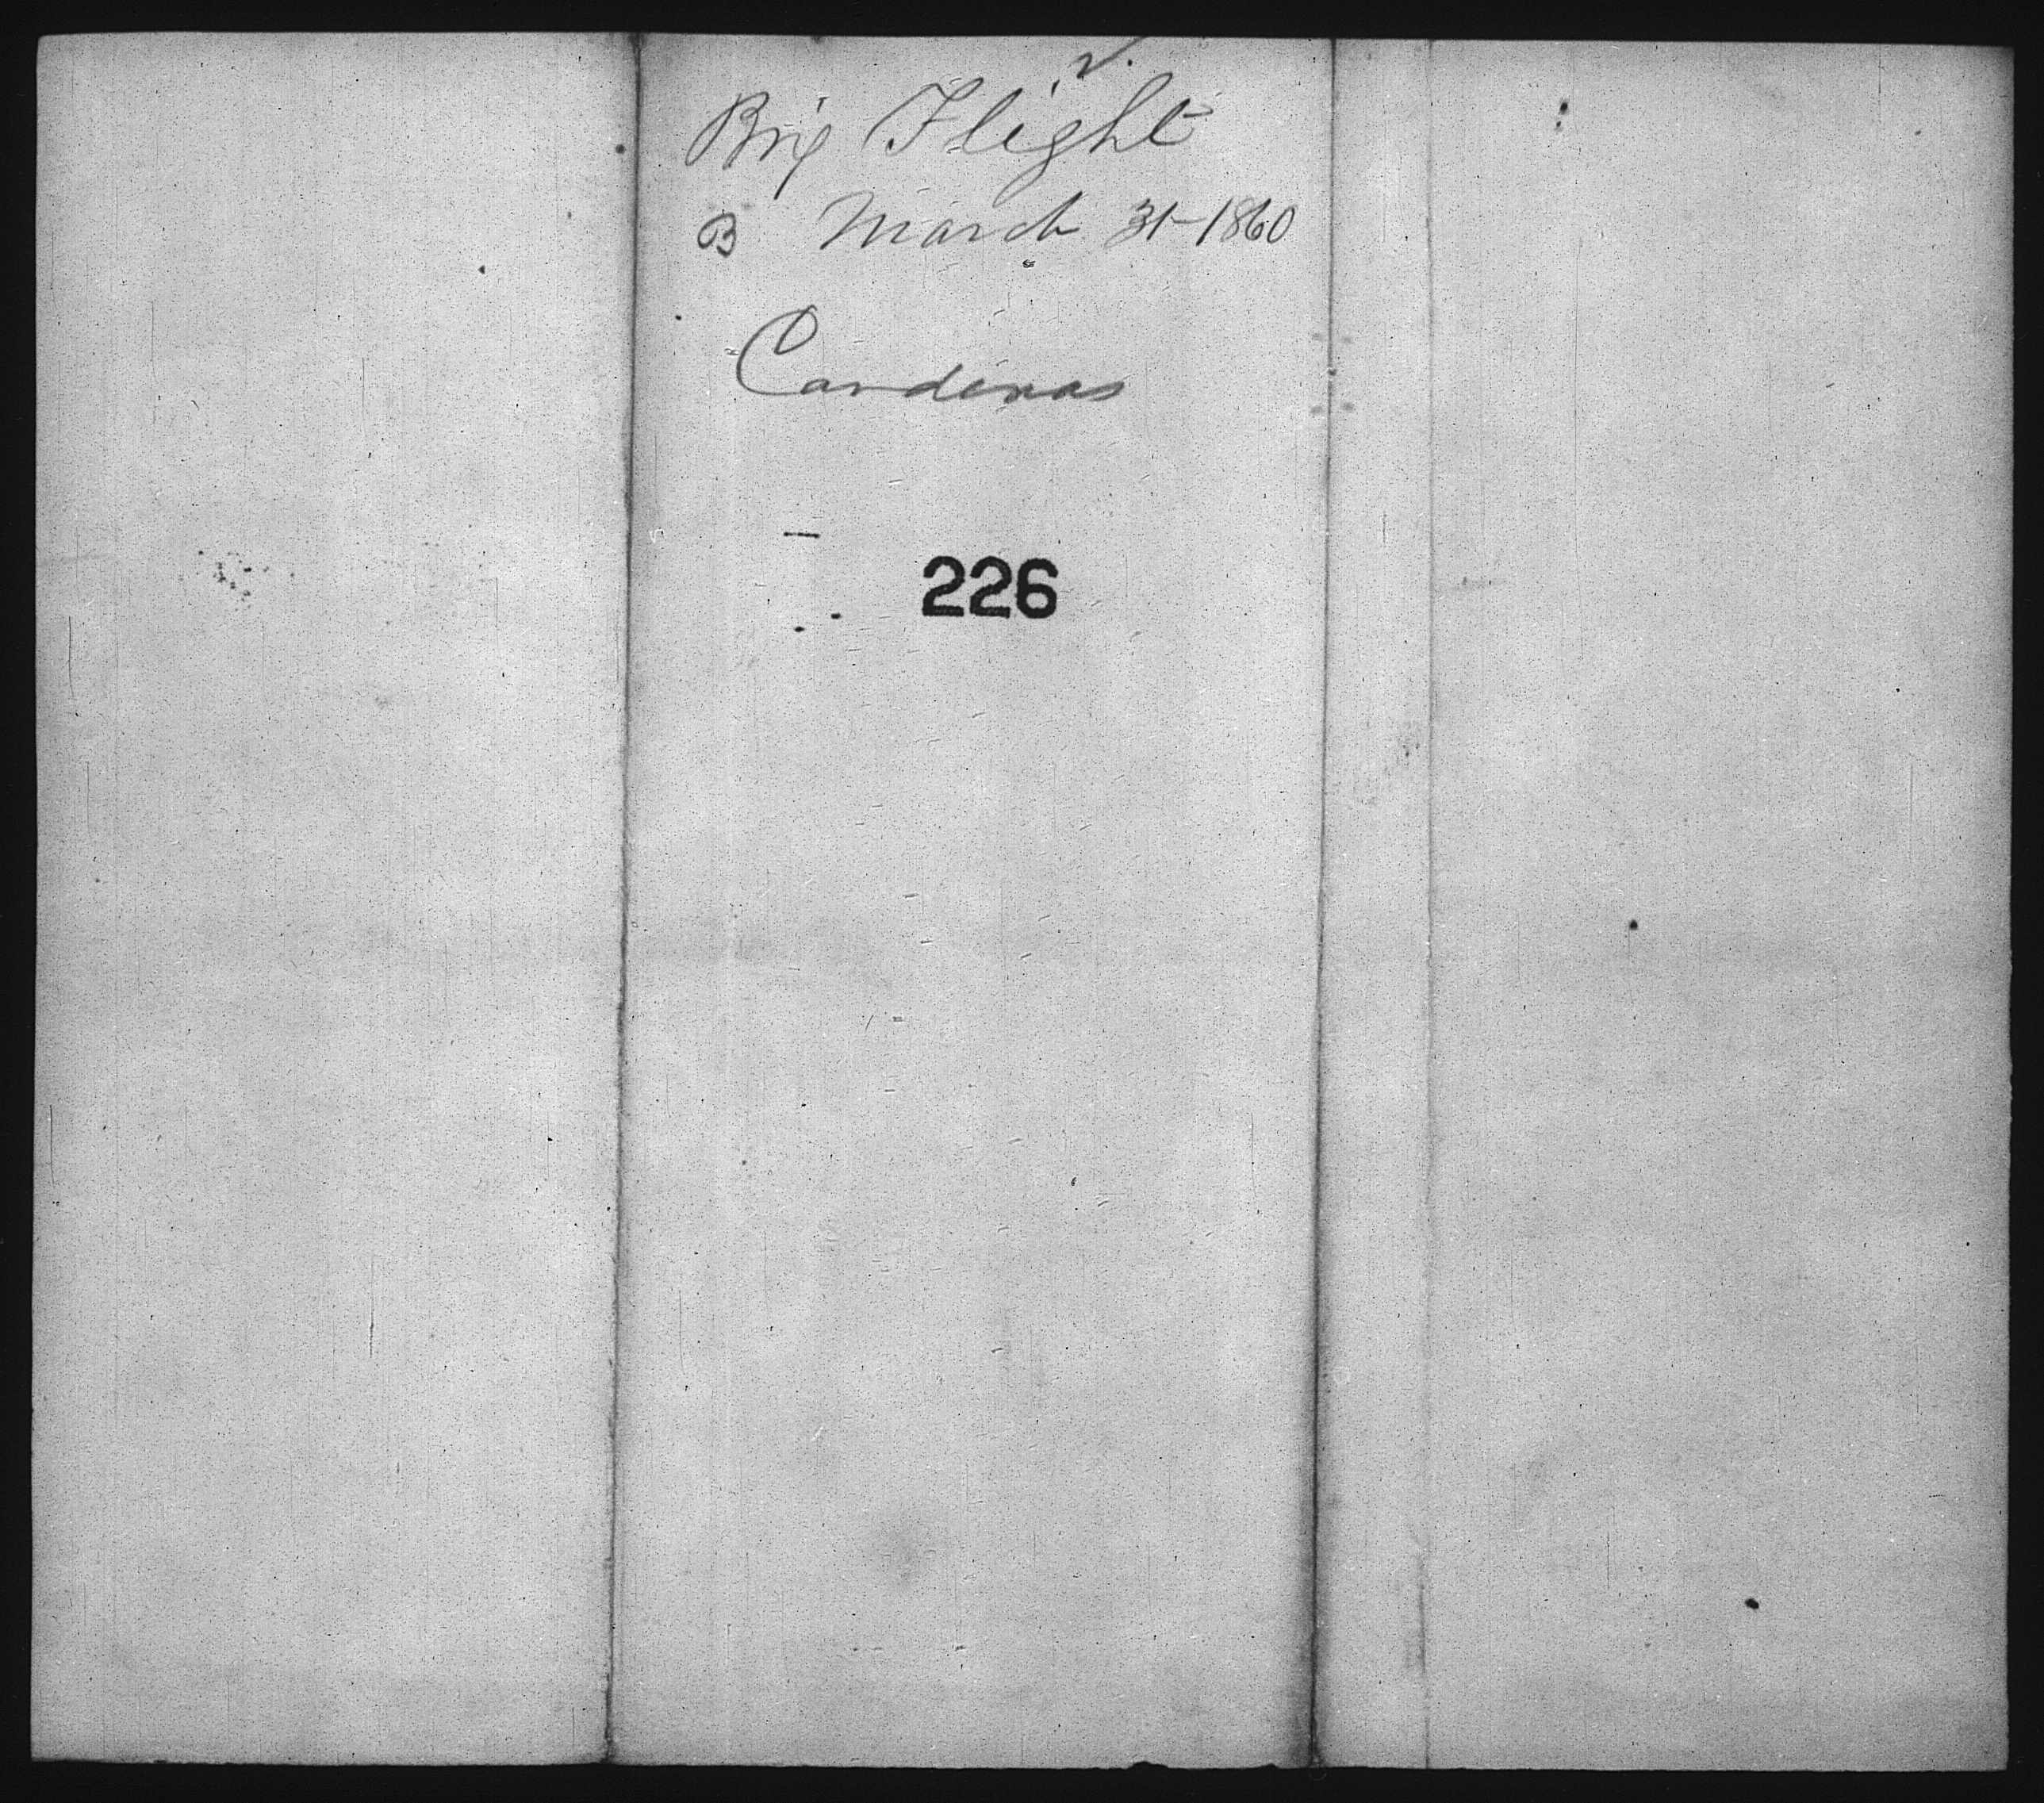 Brig Flight
B March 31-1860
Cardenas
226